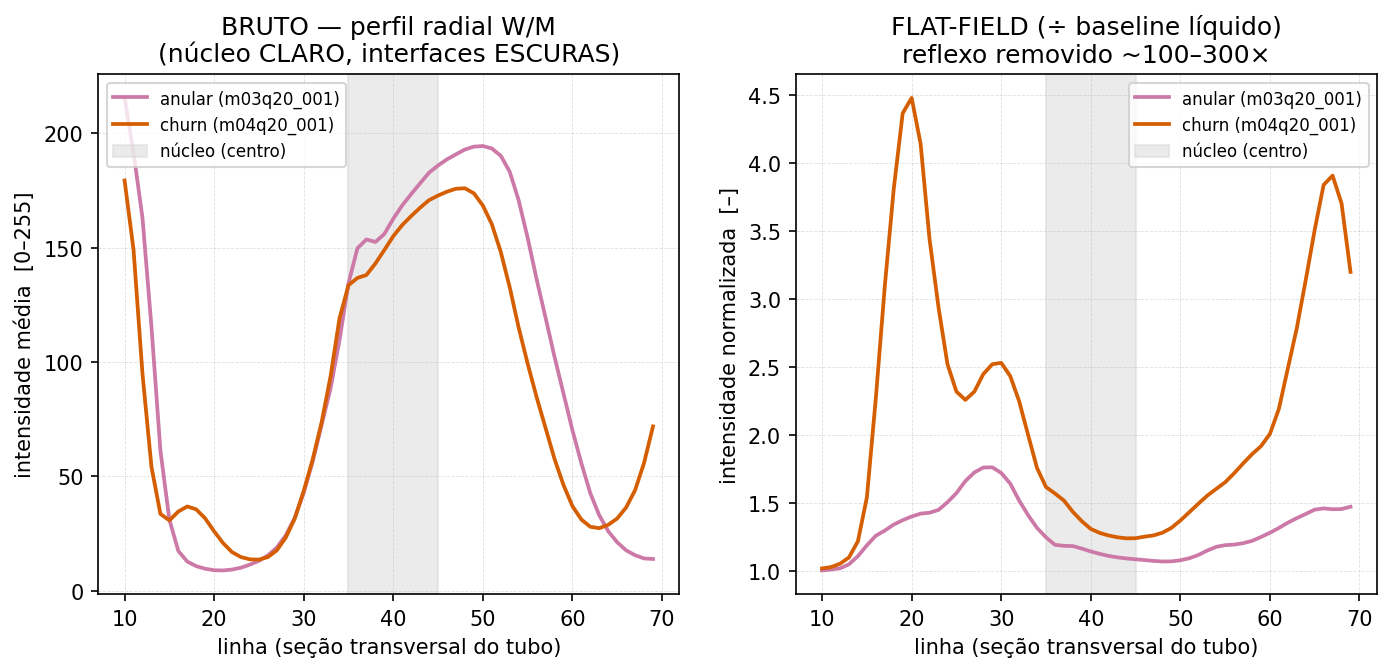 BRUTO — perfil radial W/M
(núcleo CLARO, interfaces ESCURAS)
anular (m03q20_001)
churn (m04q20_001)
núcleo (centro)
intensidade média  [0–255]
200
150
100
50
0
10
20
30
40
50
60
70
linha (seção transversal do tubo)
FLAT-FIELD (÷ baseline líquido)
reflexo removido ~100–300×
anular (m03q20_001)
churn (m04q20_001)
núcleo (centro)
intensidade normalizada  [–]
4.5
4.0
3.5
3.0
2.5
2.0
1.5
1.0
10
20
30
40
50
60
70
linha (seção transversal do tubo)